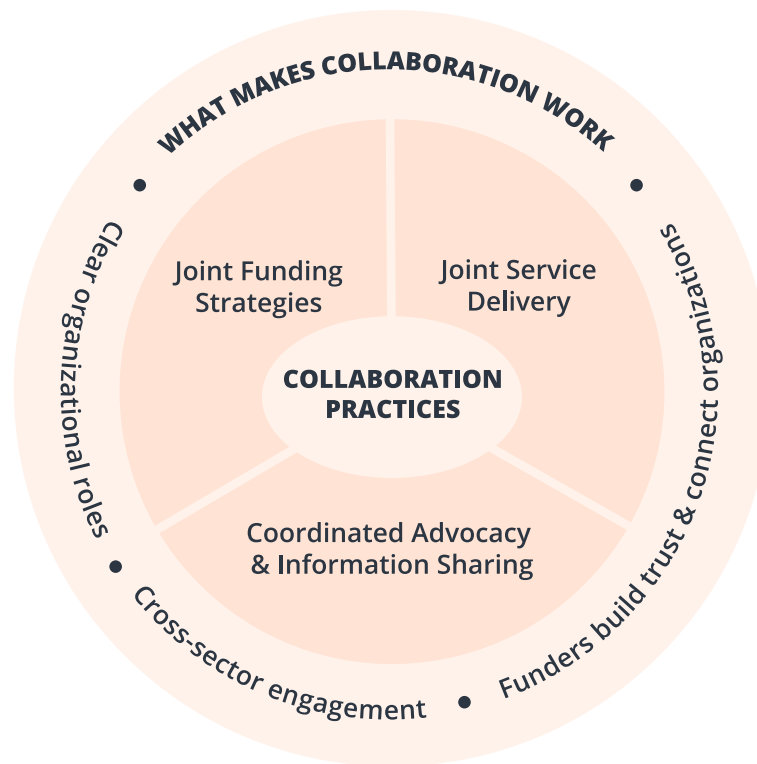 WHAT MAKES COLLABORATION WORK
Joint Funding
Strategies
Joint Service
Delivery
COLLABORATION
PRACTICES
Coordinated Advocacy
& Information Sharing
Clear organizational roles
Cross-sector engagement
Funders build trust & connect organizations